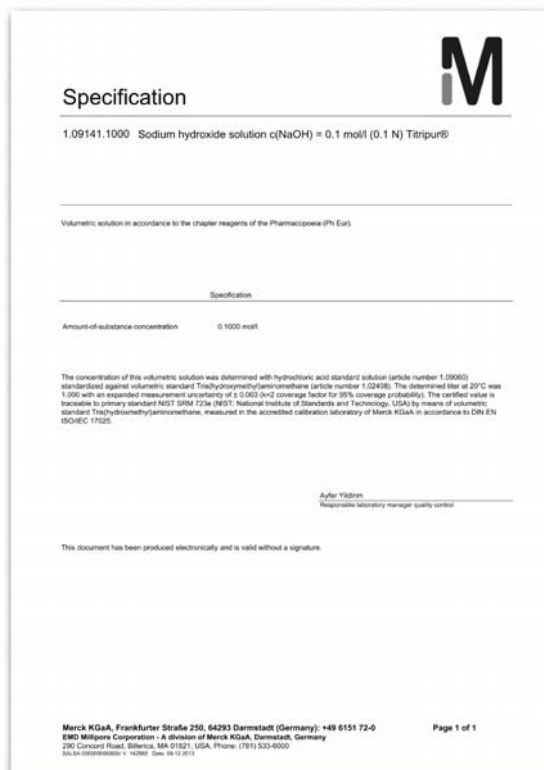 M
Specification
1.09141.1000 Sodium hydroxide solution c(NaOH) = 0.1 mol/l (0.1 N) Titripur®
Volumetric solution in accordance to the chapter reagents of the Pharmacopoeia (Ph Eur).
Specification
Amount-of-substance concentration 0.1000 mol/l
The concentration of this volumetric solution was determined with hydrochloric acid standard solution (article number 1.09060)
standardized against volumetric standard Tris(hydroxymethyl)aminomethane (article number 1.02408). The determined titer at 20°C was
1.000 with an expanded measurement uncertainty of ± 0.003 (k=2 coverage factor for 95% coverage probability). The certified value is
traceable to primary standard NIST SRM 723e (NIST: National Institute of Standards and Technology, USA) by means of volumetric
standard Tris(hydroxmethyl)aminomethane, measured in the accredited calibration laboratory of Merck KGaA in accordance to DIN EN
ISO/IEC 17025.
Ayfer Yildirim
Responsible laboratory manager quality control
This document has been produced electronically and is valid without a signature.
Merck KGaA, Frankfurter Straße 250, 64293 Darmstadt (Germany): +49 6151 72-0 Page 1 of 1
EMD Millipore Corporation - A division of Merck KGaA, Darmstadt, Germany
290 Concord Road, Billerica, MA 01821, USA, Phone: (781) 533-6000
Date: 09.12.2013